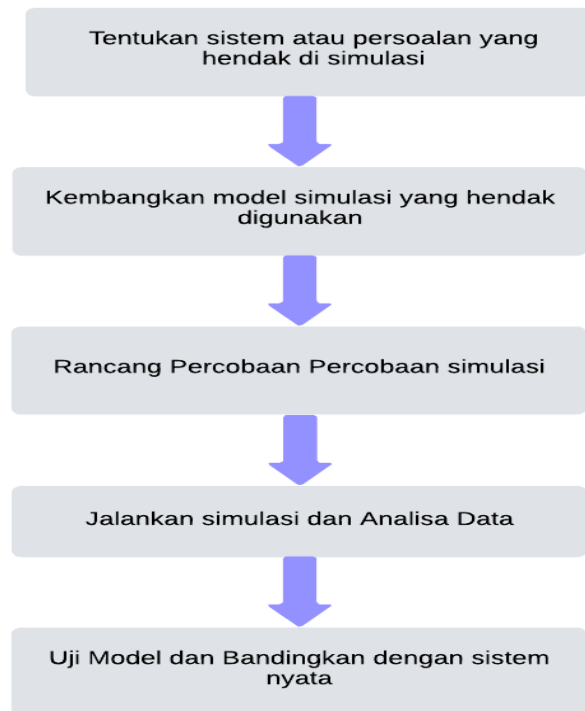 Tentukan sistem atau persoalan yang
hendak di simulasi
Kembangkan model simulasi yang hendak
digunakan
Rancang Percobaan Percobaan simulasi
Jalankan simulasi dan Analisa Data
Uji Model dan Bandingkan dengan sistem
nyata